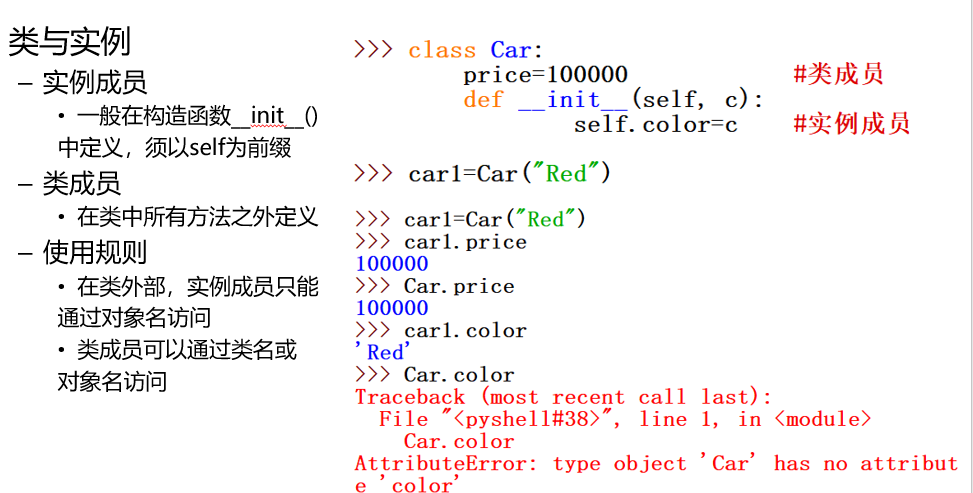 类与实例
– 实例成员
• 一般在构造函数__init__()
中定义，须以self为前缀
– 类成员
• 在类中所有方法之外定义
– 使用规则
• 在类外部，实例成员只能
通过对象名访问
• 类成员可以通过类名或
对象名访问
>>> class Car:
price=100000 #类成员
def __init__(self, c):
self.color=c #实例成员
>>> car1=Car("Red")
>>> car1=Car("Red")
>>> car1.price
100000
>>> Car.price
100000
>>> car1.color
'Red'
>>> Car.color
Traceback (most recent call last):
File "<pyshell#38>", line 1, in <module>
Car.color
AttributeError: type object 'Car' has no attribut
e 'color'